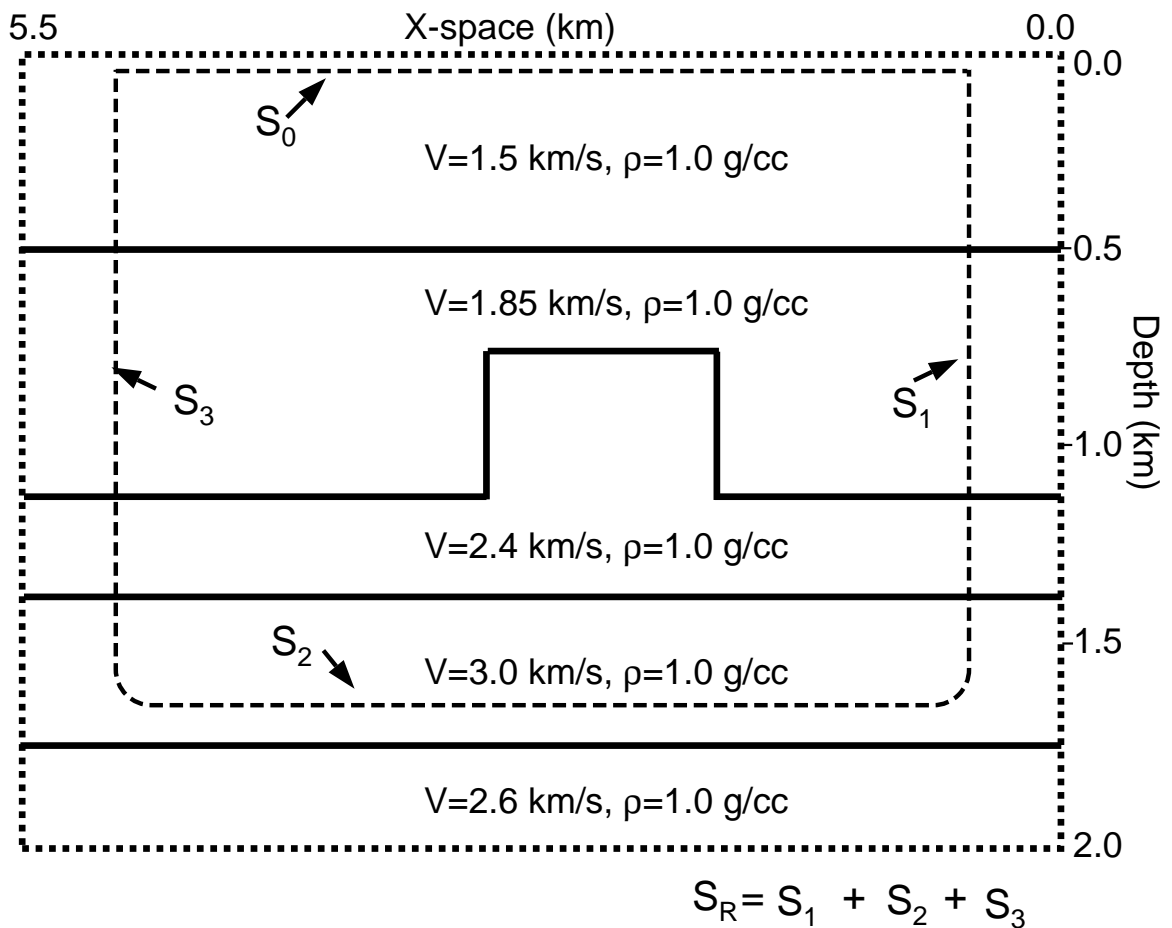 5.5 X-space (km) 0.0
0.0
S0
V=1.5 km/s, ρ=1.0 g/cc
0.5
V=1.85 km/s, ρ=1.0 g/cc
Depth (km)
S3
S1
1.0
V=2.4 km/s, ρ=1.0 g/cc
1.5
S2
V=3.0 km/s, ρ=1.0 g/cc
V=2.6 km/s, ρ=1.0 g/cc
2.0
SR= S1 + S2 + S3